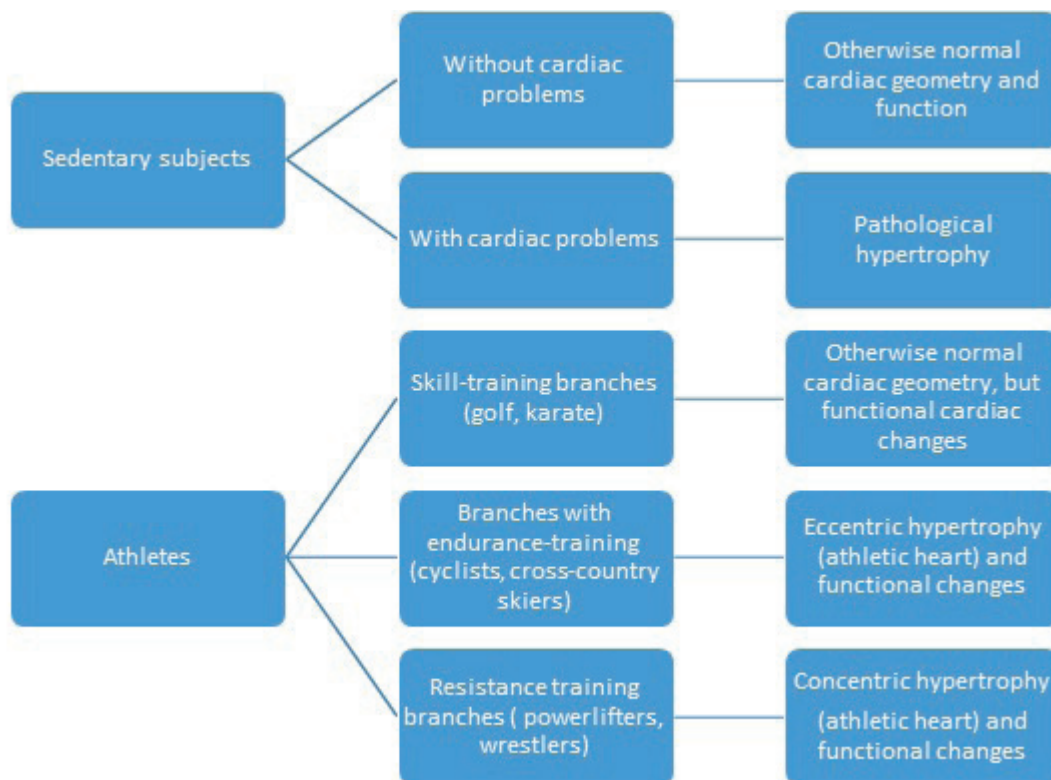 Sedentary subjects
Without cardiac
problems
Otherwise normal
cardiac geometry and
function
With cardiac problems
Pathological
hypertrophy
Athletes
Skill-training branches
(golf, karate)
Otherwise normal
cardiac geometry, but
functional cardiac
changes
Branches with
endurance-training
(cyclists, cross-country
skiers)
Eccentric hypertrophy
(athletic heart) and
functional changes
Resistance training
branches ( powerlifters,
wrestlers)
Concentric hypertrophy
(athletic heart) and
functional changes